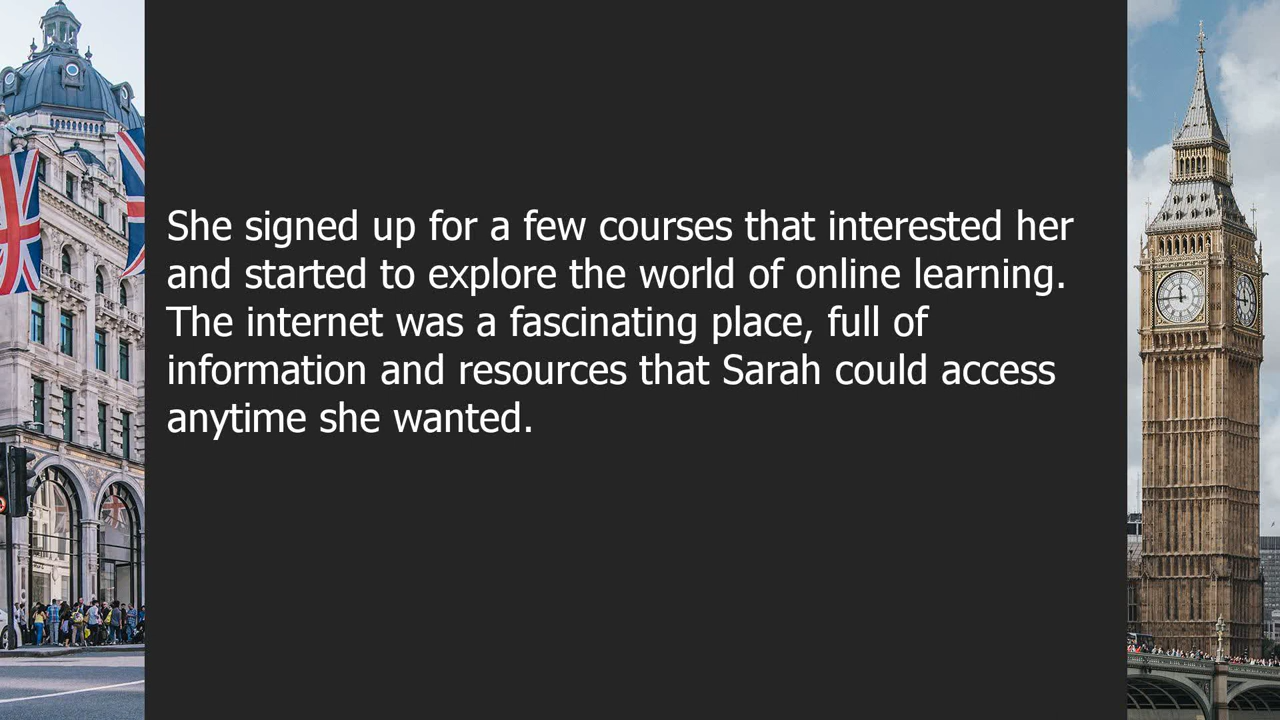 She signed up for a few courses that interested her
and started to explore the world of online learning.
The internet was a fascinating place, full of
information and resources that Sarah could access
anytime she wanted.